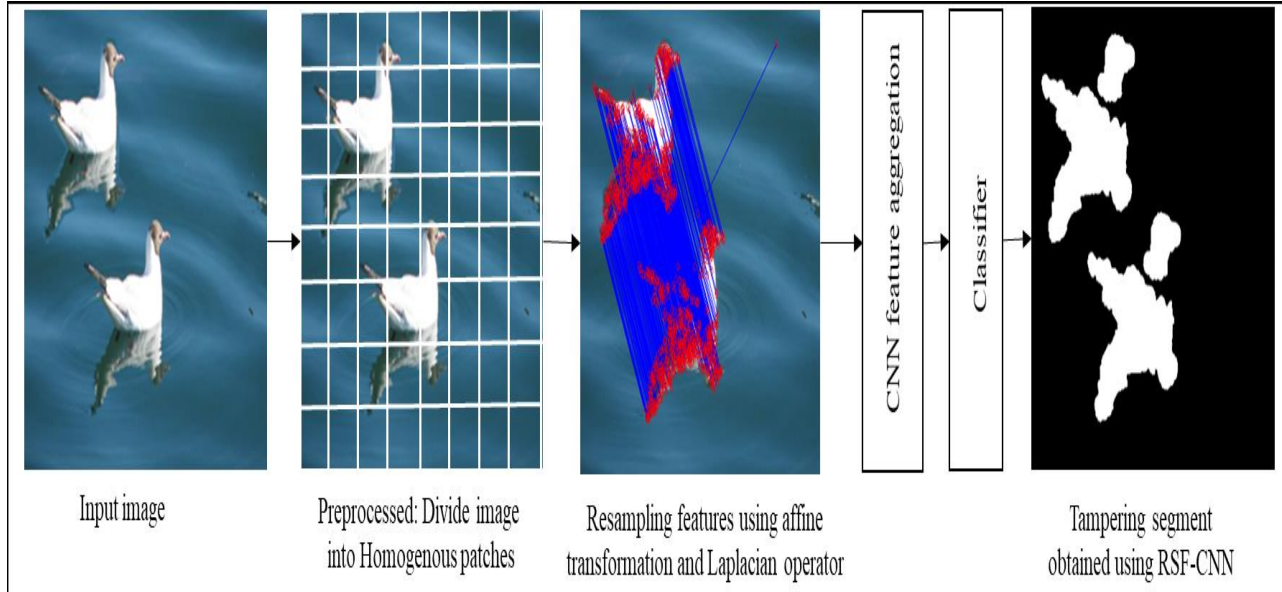 CNN feature aggregation
Classifier
Input image
Preprocessed: Divide image
into Homogenous patches
Resampling features using affine
transformation and Laplacian operator
Tampering segment
obtained using RSF-CNN